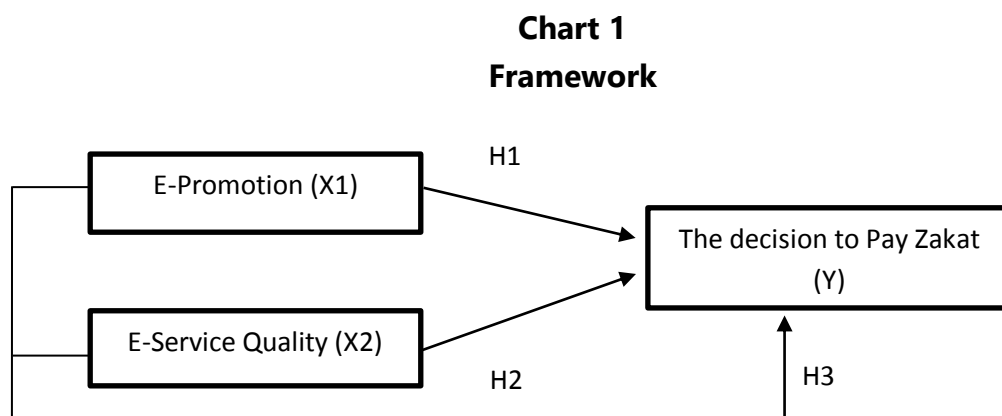 Chart 1
Framework
H1
E-Promotion (X1)
The decision to Pay Zakat
(Y)
E-Service Quality (X2)
H2
H3